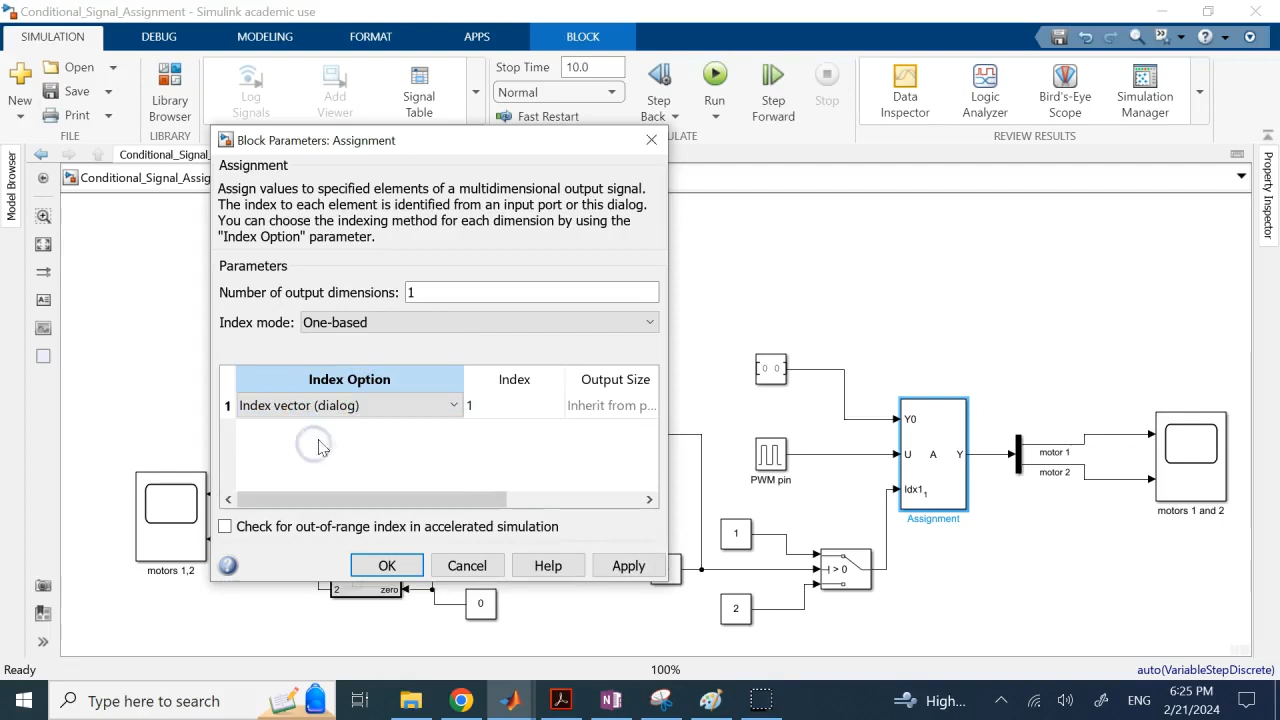 Conditional_Signal_Assignment - Simulink academic use
SIMULATION
DEBUG
MODELING
FORMAT
APPS
BLOCK
New
Open
Save
Print
FILE
Library
Browser
LIBRARY
Log
Signals
Add
Viewer
Signal
Table
Stop Time 10.0
Normal
Fast Restart
Step
Back
Run
Step
Forward
Stop
Data
Inspector
Logic
Analyzer
Bird's-Eye
Scope
Simulation
Manager
REVIEW RESULTS
Model Browser
Property Inspector
Block Parameters: Assignment
Assignment
Assign values to specified elements of a multidimensional output signal.
The index to each element is identified from an input port or this dialog.
You can choose the indexing method for each dimension by using the
"Index Option" parameter.
Parameters
Number of output dimensions: 1
Index mode: One-based
Index Option Index Output Size
1 Index vector (dialog) 1 Inherit from p...
Check for out-of-range index in accelerated simulation
OK Cancel Help Apply
motors 1,2
2 zero
0
0 0
PWM pin
1
2
> 0
Y0
U A Y
Idx1 1
Assignment
motor 1
motor 2
motors 1 and 2
Ready
100%
auto(VariableStepDiscrete)
Type here to search
High...
ENG
6:25 PM
2/21/2024